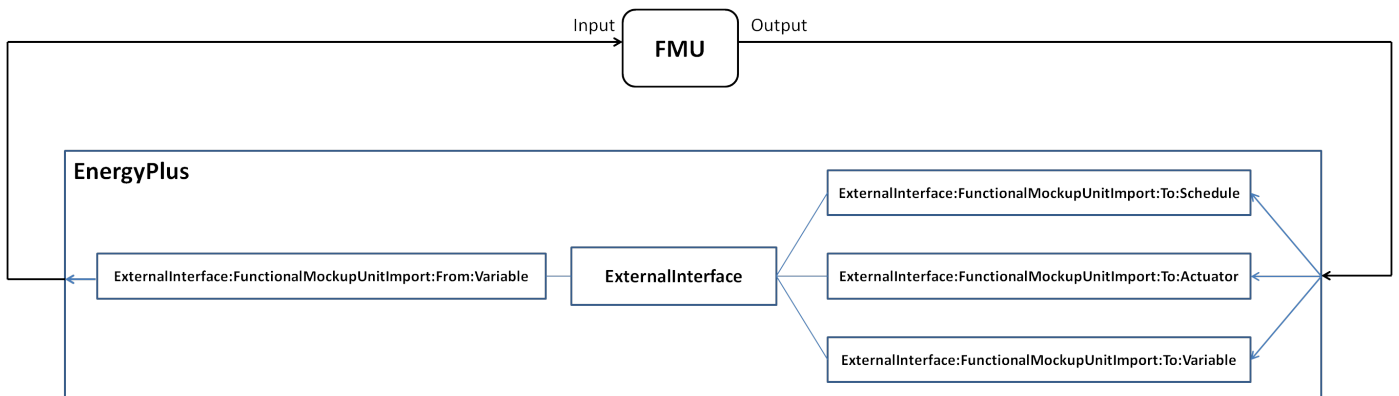 Input
Output
FMU
EnergyPlus
ExternalInterface:FunctionalMockupUnitImport:To:Schedule
ExternalInterface:FunctionalMockupUnitImport:From:Variable
ExternalInterface
ExternalInterface:FunctionalMockupUnitImport:To:Actuator
ExternalInterface:FunctionalMockupUnitImport:To:Variable